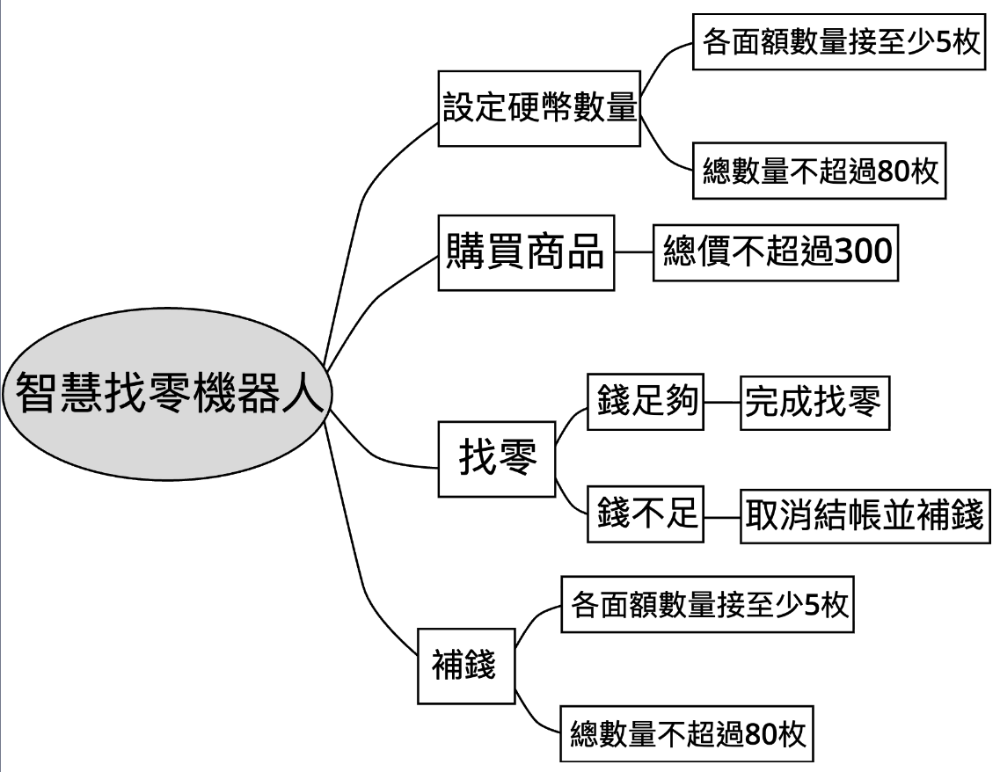 智慧找零機器人
設定硬幣數量
各面額數量接至少5枚
總數量不超過80枚
購買商品
總價不超過300
找零
錢足夠
完成找零
錢不足
取消結帳並補錢
補錢
各面額數量接至少5枚
總數量不超過80枚